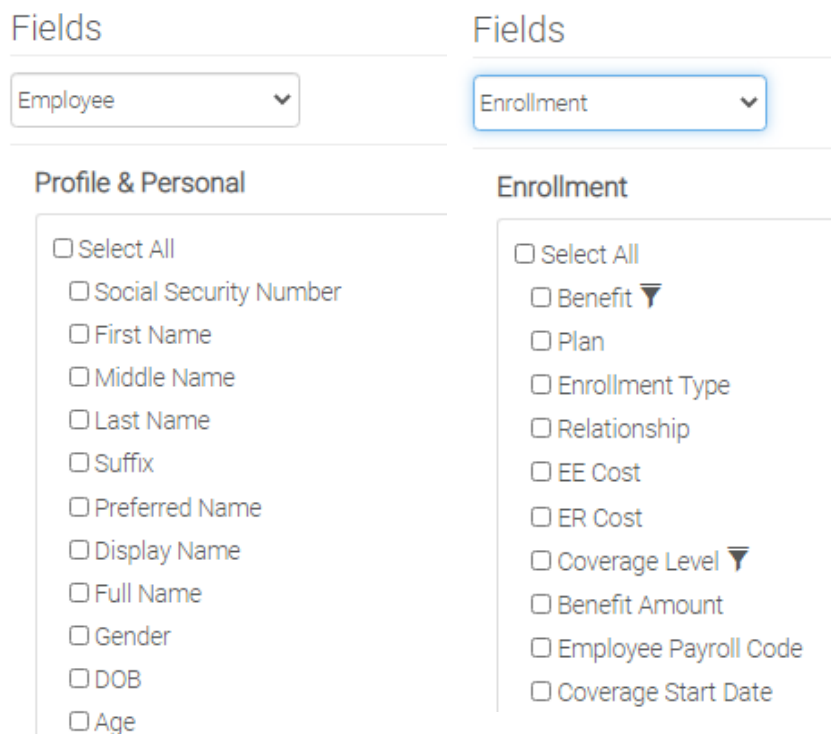 Fields
Employee
Profile & Personal
Select All
Social Security Number
First Name
Middle Name
Last Name
Suffix
Preferred Name
Display Name
Full Name
Gender
DOB
Age
Fields
Enrollment
Enrollment
Select All
Benefit
Plan
Enrollment Type
Relationship
EE Cost
ER Cost
Coverage Level
Benefit Amount
Employee Payroll Code
Coverage Start Date